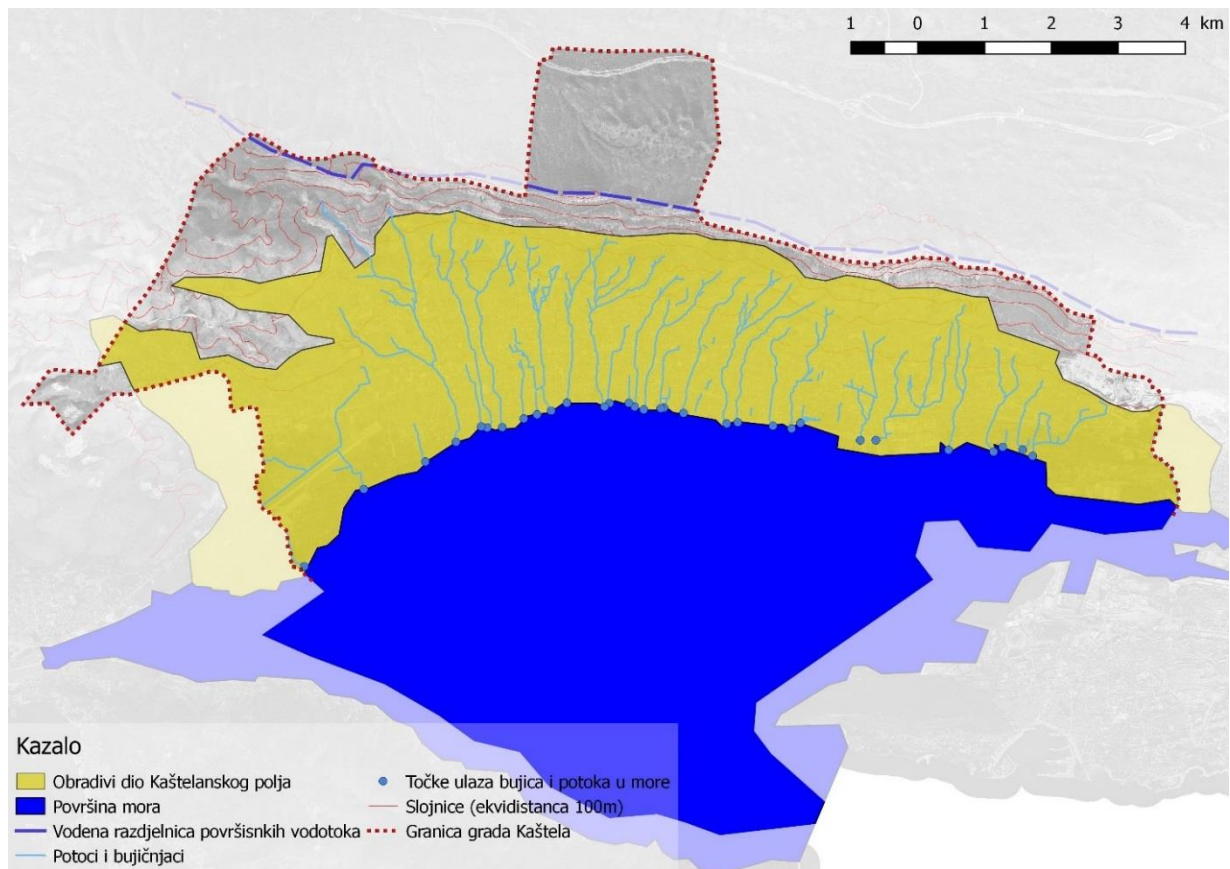 1 0 1 2 3 4 km
Kazalo
Obradivi dio Kaštelanskog polja
Površina mora
Vodena razdjelnica površisnkih vodotoka
Potoci i bujičnjaci
Točke ulaza bujica i potoka u more
Slojnice (ekvidistanca 100m)
Granica grada Kaštela